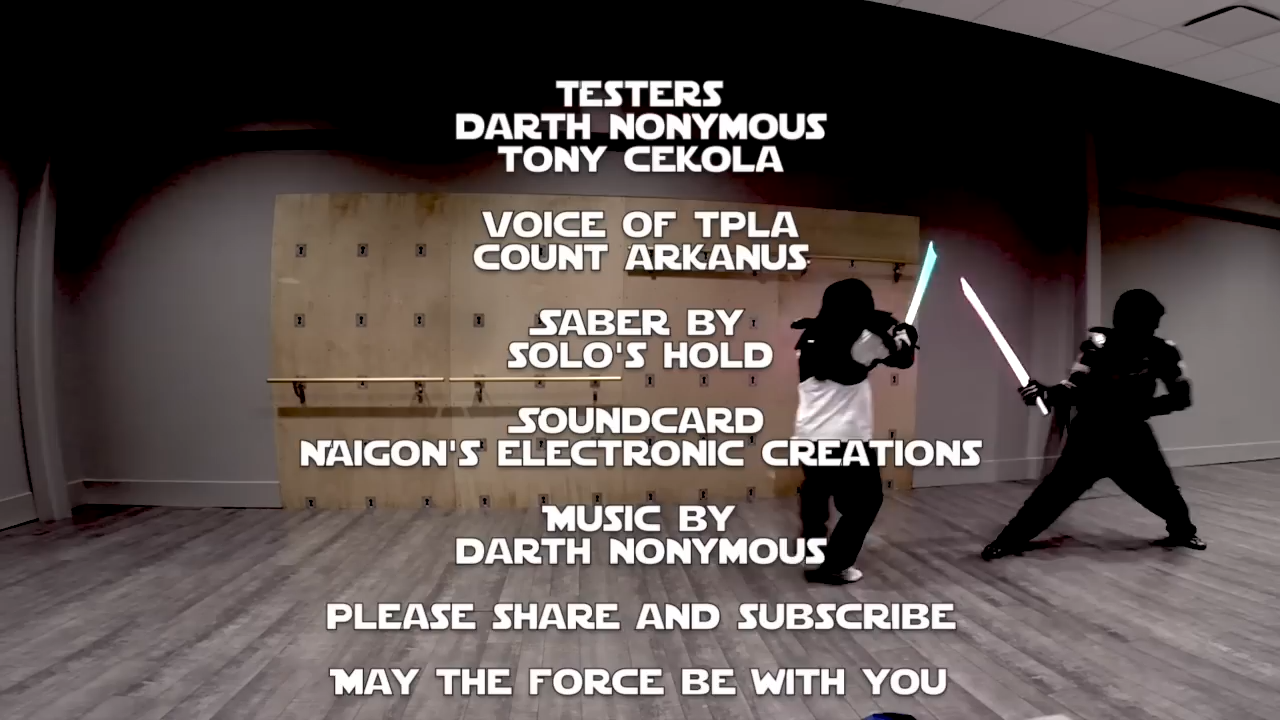 TESTERS
DARTH NONYMOUS
TONY CEKOLA
VOICE OF TPLA
COUNT ARKANUS
SABER BY
SOLO'S HOLD
SOUNDCARD
NAIGON'S ELECTRONIC CREATIONS
MUSIC BY
DARTH NONYMOUS
PLEASE SHARE AND SUBSCRIBE
MAY THE FORCE BE WITH YOU